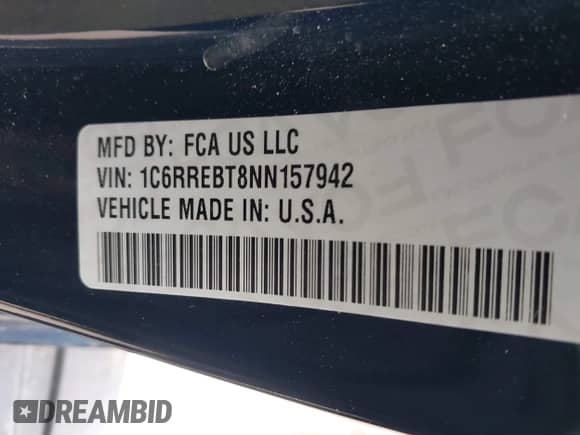 MFD BY: FCA US LLC
VIN: 1C6RREBT8NN157942
VEHICLE MADE IN: U.S.A.
DREAMBID